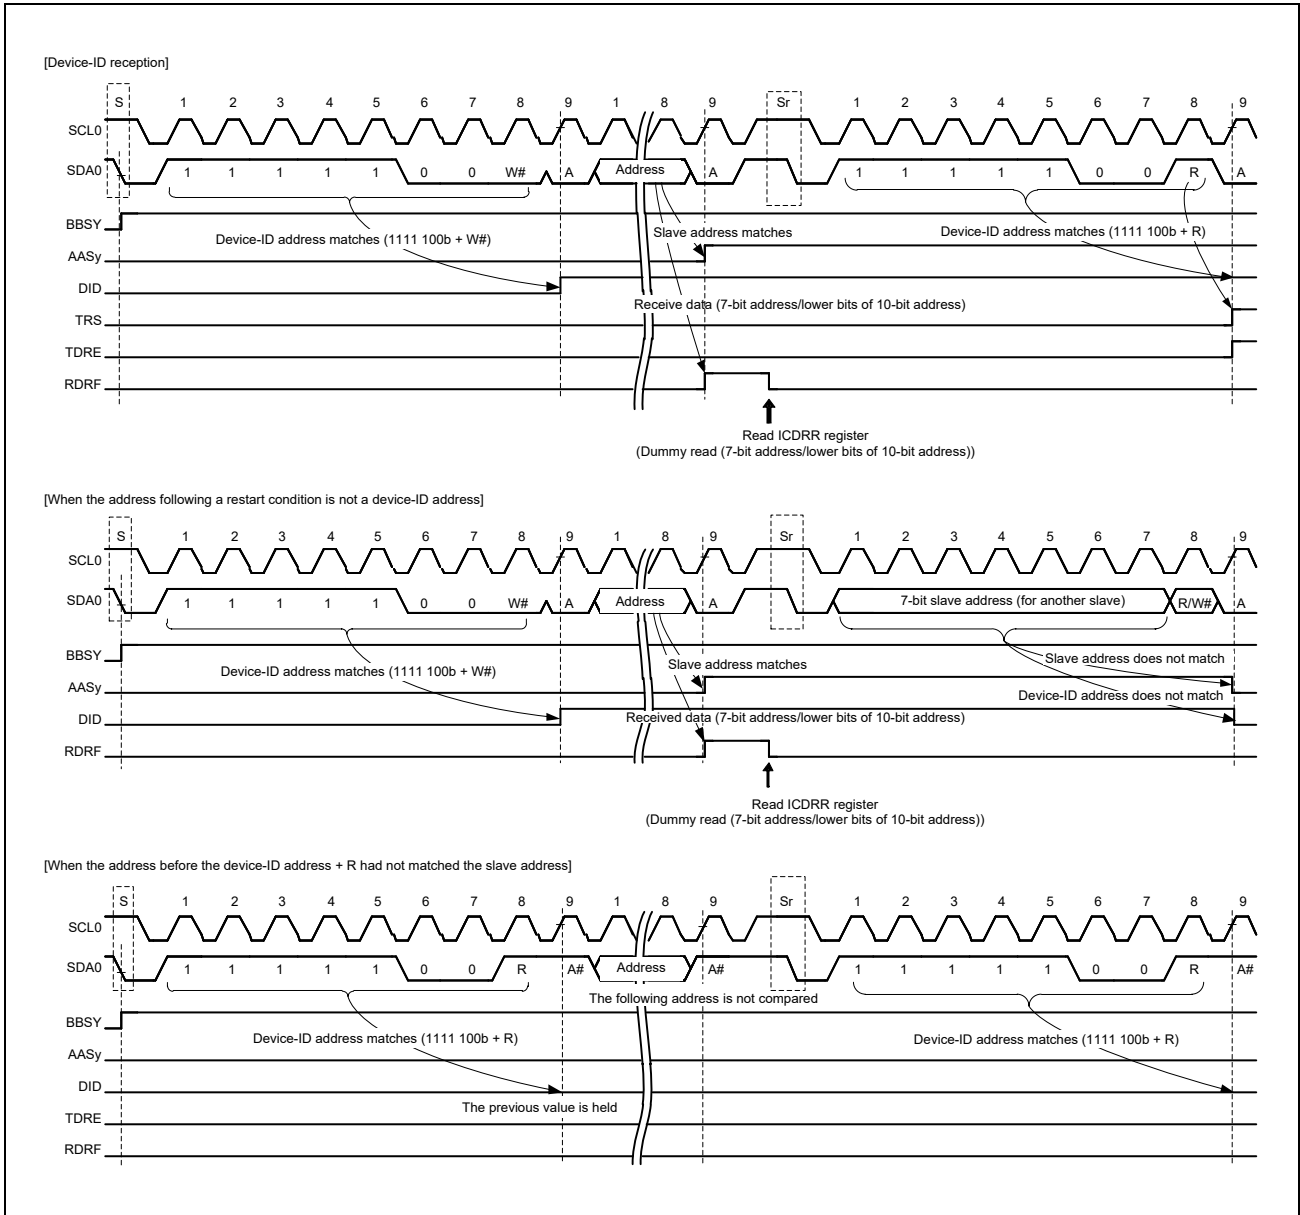 [Device-ID reception]
S 1 2 3 4 5 6 7 8 9 1 8 9 Sr 1 2 3 4 5 6 7 8 9
SCL0
SDA0 1 1 1 1 1 0 0 W# A Address A 1 1 1 1 1 0 0 R A
BBSY
Slave address matches
Device-ID address matches (1111 100b + R)
Device-ID address matches (1111 100b + W#)
AASy
DID
Receive data (7-bit address/lower bits of 10-bit address)
TRS
TDRE
RDRF
Read ICDRR register
(Dummy read (7-bit address/lower bits of 10-bit address))
[When the address following a restart condition is not a device-ID address]
S 1 2 3 4 5 6 7 8 9 1 8 9 Sr 1 2 3 4 5 6 7 8 9
SCL0
SDA0 1 1 1 1 1 0 0 W# A Address A 7-bit slave address (for another slave) R/W# A
BBSY
Slave address does not match
Slave address matches
Device-ID address matches (1111 100b + W#)
AASy
Device-ID address does not match
DID
Received data (7-bit address/lower bits of 10-bit address)
RDRF
Read ICDRR register
(Dummy read (7-bit address/lower bits of 10-bit address))
[When the address before the device-ID address + R had not matched the slave address]
S 1 2 3 4 5 6 7 8 9 1 8 9 Sr 1 2 3 4 5 6 7 8 9
SCL0
SDA0 1 1 1 1 1 0 0 R A# Address A# 1 1 1 1 1 0 0 R A#
The following address is not compared
BBSY
Device-ID address matches (1111 100b + R)
Device-ID address matches (1111 100b + R)
AASy
DID
The previous value is held
TDRE
RDRF